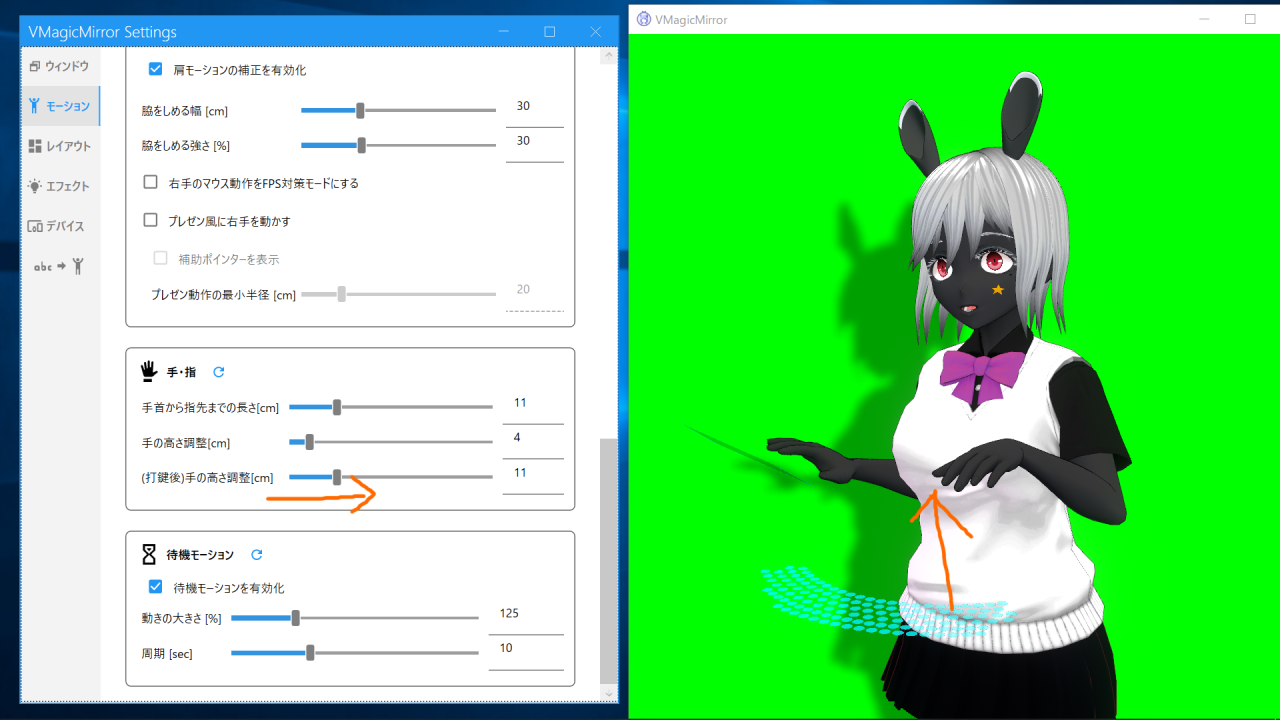 VMagicMirror Settings
ウィンドウ
モーション
レイアウト
エフェクト
デバイス
abc
肩モーションの補正を有効化
脇をしめる幅 [cm]
30
脇をしめる強さ [%]
30
右手のマウス動作をFPS対策モードにする
プレゼン風に右手を動かす
補助ポインターを表示
プレゼン動作の最小半径 [cm]
20
手・指
手首から指先までの長さ[cm]
11
手の高さ調整[cm]
4
(打鍵後)手の高さ調整[cm]
11
待機モーション
待機モーションを有効化
動きの大きさ [%]
125
周期 [sec]
10
VMagicMirror